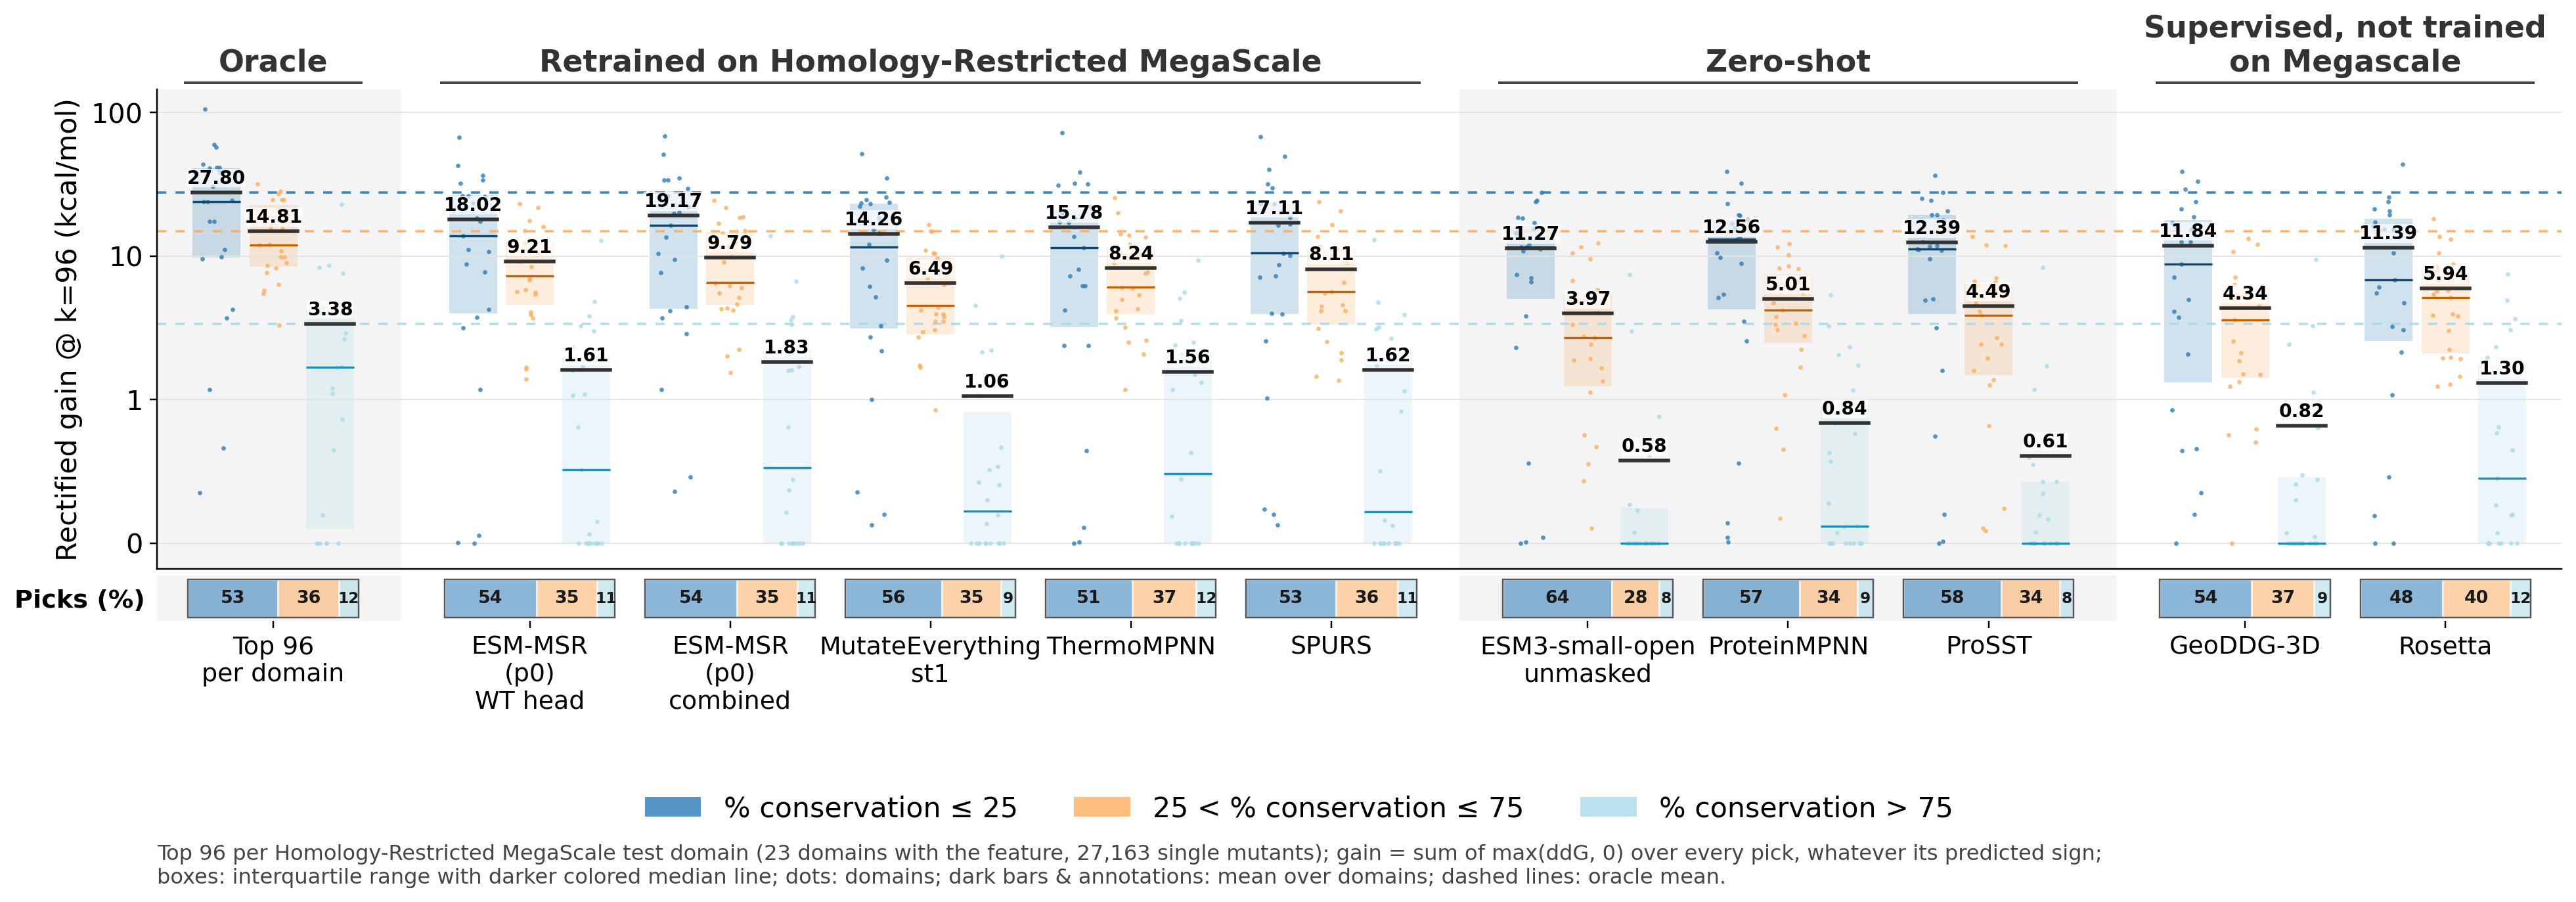 Supervised, not trained
Oracle
Retrained on Homology-Restricted MegaScale
Zero-shot
on Megascale
Rectified gain @ k=96 (kcal/mol)
100
10
1
0
27.80
14.81
3.38
18.02
9.21
1.61
19.17
9.79
1.83
14.26
6.49
1.06
15.78
8.24
1.56
17.11
8.11
1.62
11.27
3.97
0.58
12.56
5.01
0.84
12.39
4.49
0.61
11.84
4.34
0.82
11.39
5.94
1.30
Picks (%)
53 36 12
54 35 11
54 35 11
56 35 9
51 37 12
53 36 11
64 28 8
57 34 9
58 34 8
54 37 9
48 40 12
Top 96
per domain
ESM-MSR
(p0)
WT head
ESM-MSR
(p0)
combined
MutateEverything
st1
ThermoMPNN
SPURS
ESM3-small-open
unmasked
ProteinMPNN
ProSST
GeoDDG-3D
Rosetta
% conservation ≤ 25
25 < % conservation ≤ 75
% conservation > 75
Top 96 per Homology-Restricted MegaScale test domain (23 domains with the feature, 27,163 single mutants); gain = sum of max(ddG, 0) over every pick, whatever its predicted sign;
boxes: interquartile range with darker colored median line; dots: domains; dark bars & annotations: mean over domains; dashed lines: oracle mean.